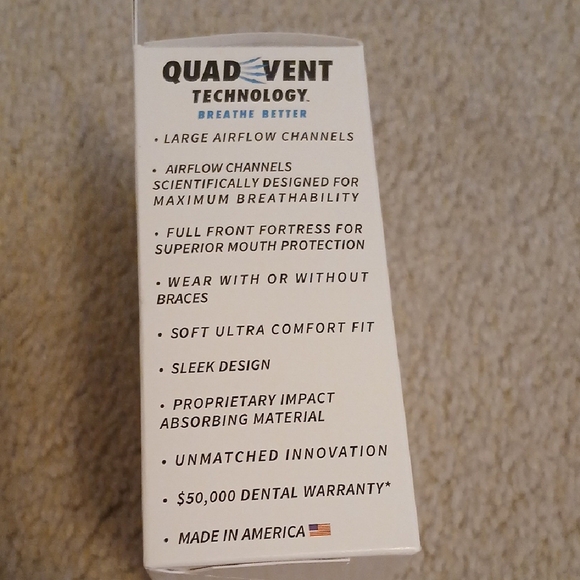 QUAD VENT
TECHNOLOGY™
BREATHE BETTER
• LARGE AIRFLOW CHANNELS
• AIRFLOW CHANNELS
SCIENTIFICALLY DESIGNED FOR
MAXIMUM BREATHABILITY
• FULL FRONT FORTRESS FOR
SUPERIOR MOUTH PROTECTION
• WEAR WITH OR WITHOUT
BRACES
• SOFT ULTRA COMFORT FIT
• SLEEK DESIGN
• PROPRIETARY IMPACT
ABSORBING MATERIAL
• UNMATCHED INNOVATION
• $50,000 DENTAL WARRANTY*
• MADE IN AMERICA